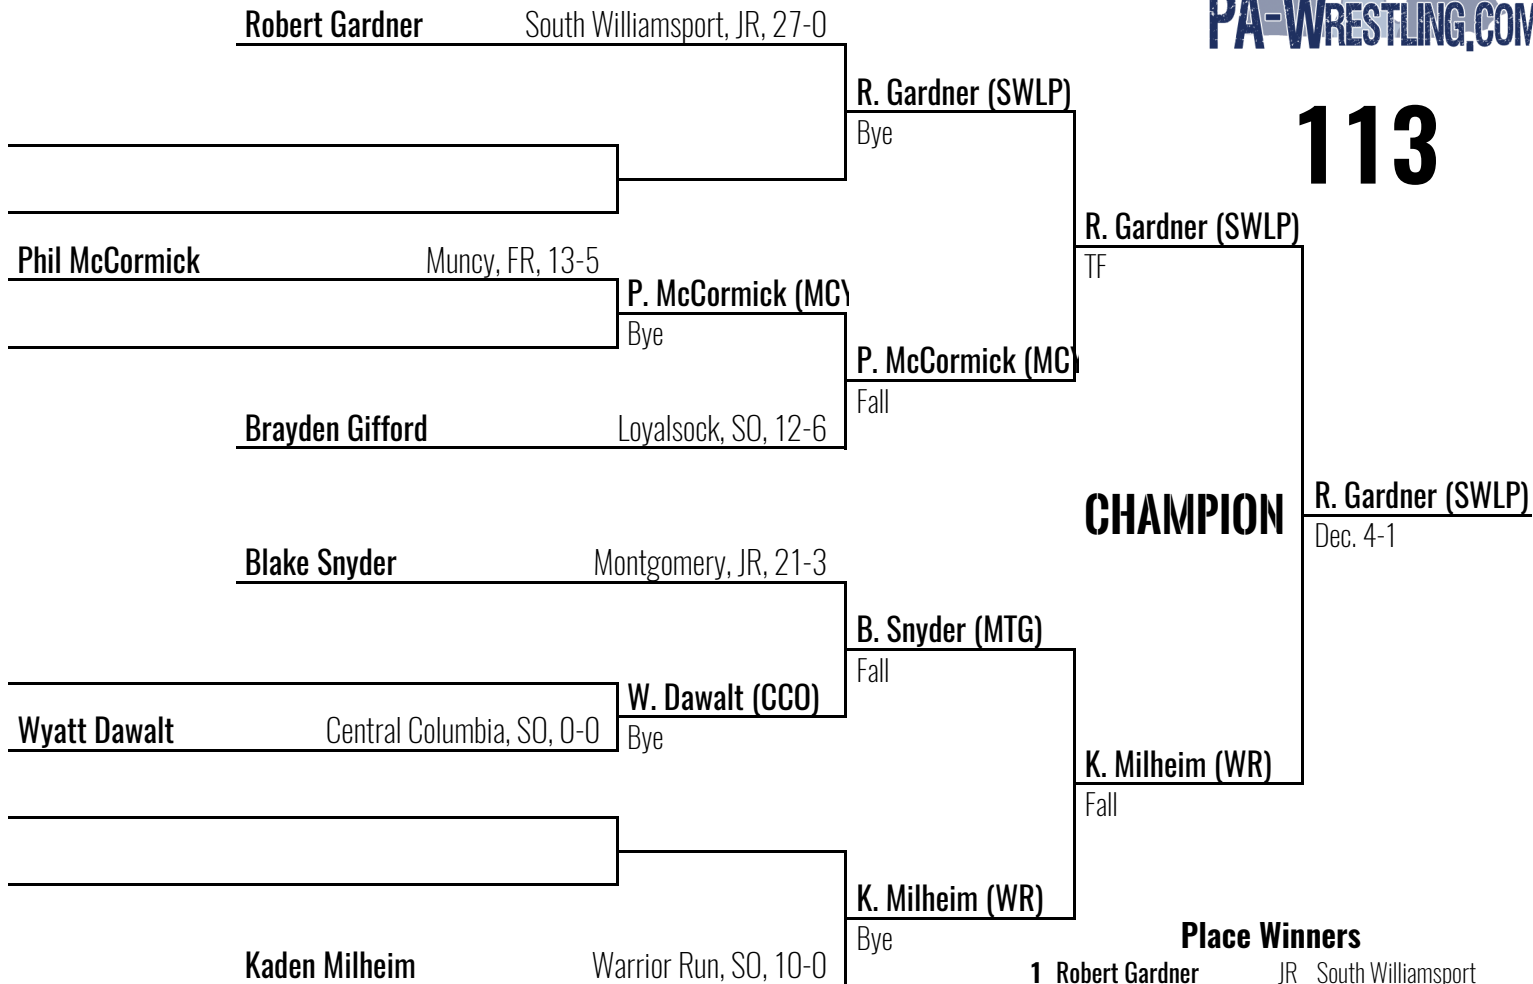 Robert Gardner South Williamsport, JR, 27-0
PA-WRESTLING.COM
R. Gardner (SWLP)
Bye
113
R. Gardner (SWLP)
TF
Phil McCormick Muncy, FR, 13-5
P. McCormick (MCY
Bye
P. McCormick (MCY
Fall
Brayden Gifford Loyalsock, SO, 12-6
CHAMPION
R. Gardner (SWLP)
Dec. 4-1
Blake Snyder Montgomery, JR, 21-3
B. Snyder (MTG)
Fall
W. Dawalt (CCO)
Wyatt Dawalt Central Columbia, SO, 0-0
Bye
K. Milheim (WR)
Fall
K. Milheim (WR)
Bye
Place Winners
Kaden Milheim Warrior Run, SO, 10-0
1 Robert Gardner JR South Williamsport